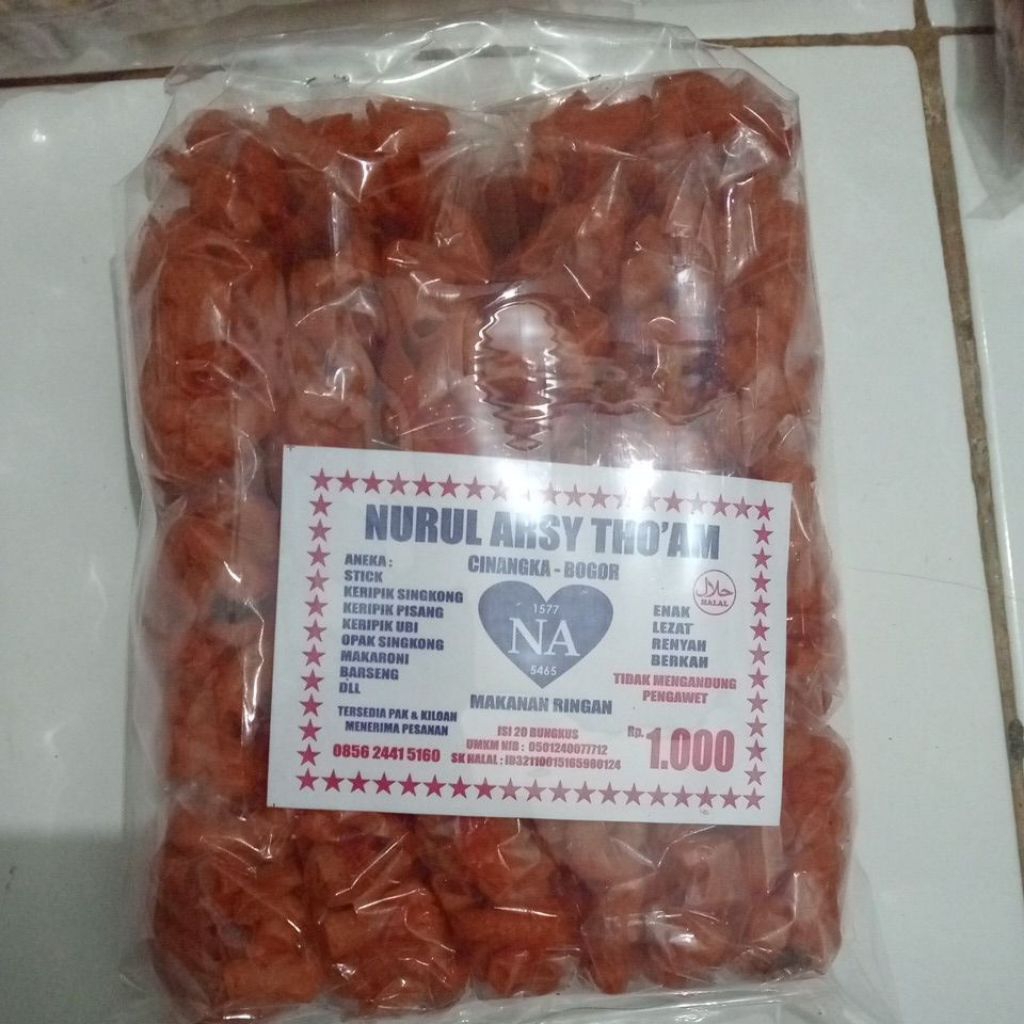 NURUL ARSY THO'AM
CINANGKA - BOGOR
ANEKA :
STICK
KERIPIK SINGKONG
KERIPIK PISANG
KERIPIK UBI
OPAK SINGKONG
MAKARONI
BARSENG
DLL
TERSEDIA PAK & KILOAN
MENERIMA PESANAN
0856 2441 5160
1577
NA
5465
MAKANAN RINGAN
ISI 20 BUNGKUS
UMKM NIB : 0501240077712
SK HALAL : ID32110015165980124
حلال
HALAL
ENAK
LEZAT
RENYAH
BERKAH
TIDAK MENGANDUNG
PENGAWET
Rp. 1.000